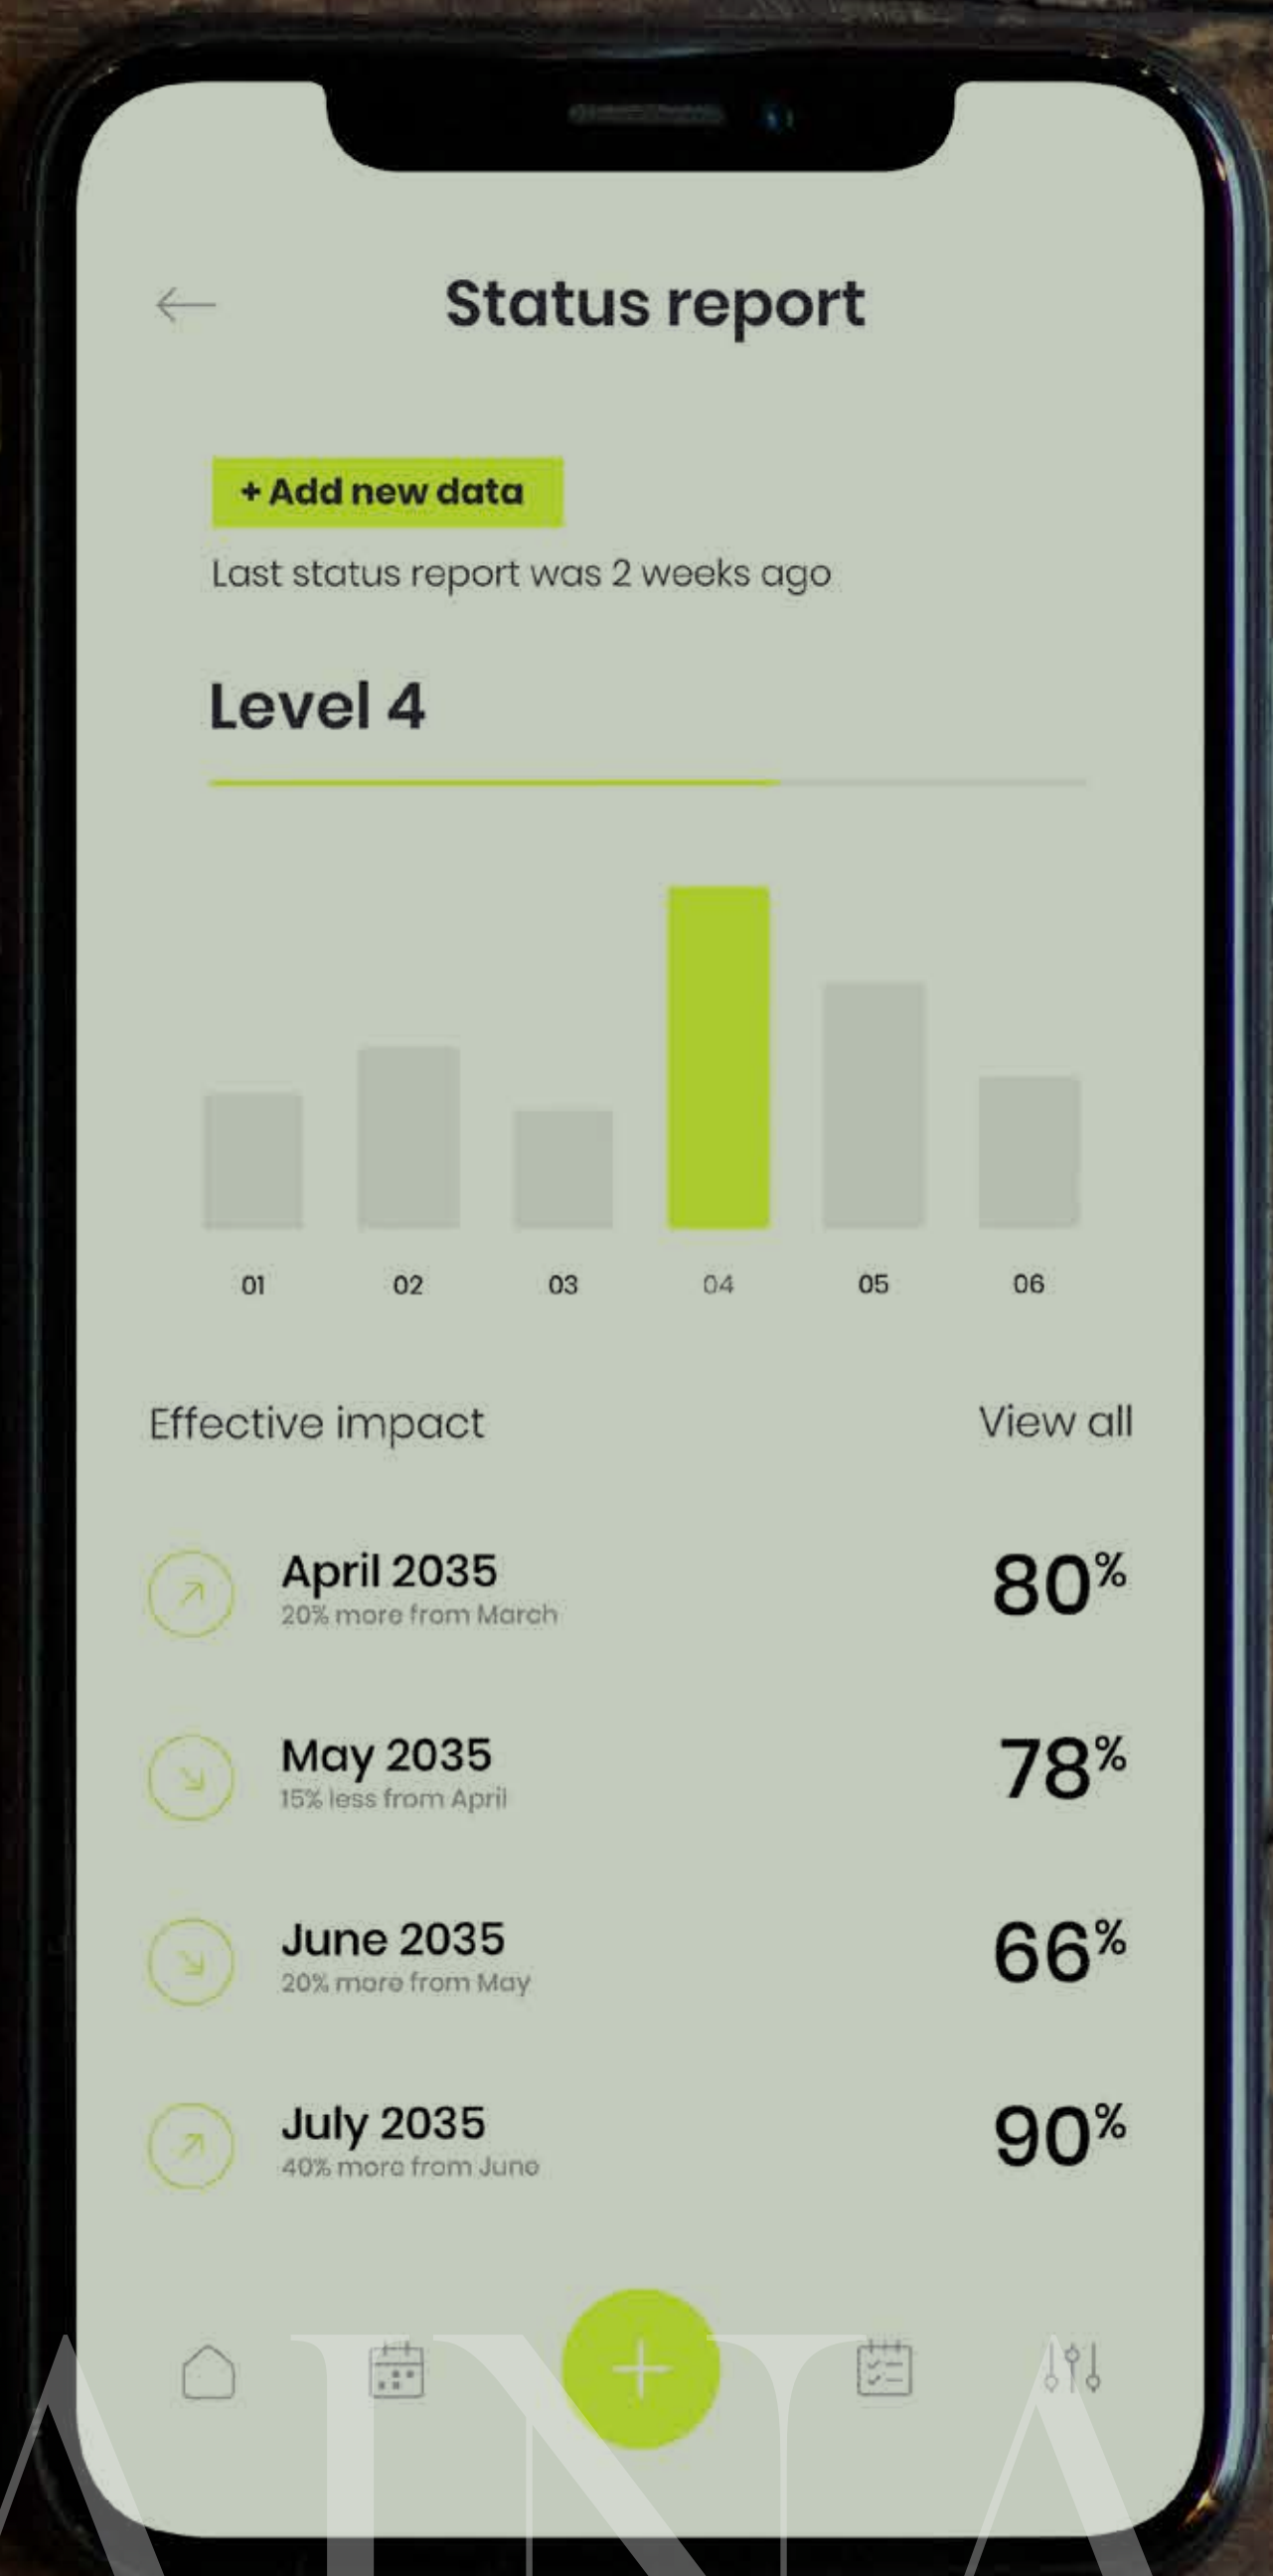 Status report
+ Add new data
Last status report was 2 weeks ago
Level 4
01 02 03 04 05 06
Effective impact View all
April 2035 80%
20% more from March
May 2035 78%
15% less from April
June 2035 66%
20% more from May
July 2035 90%
40% more from June
AINA